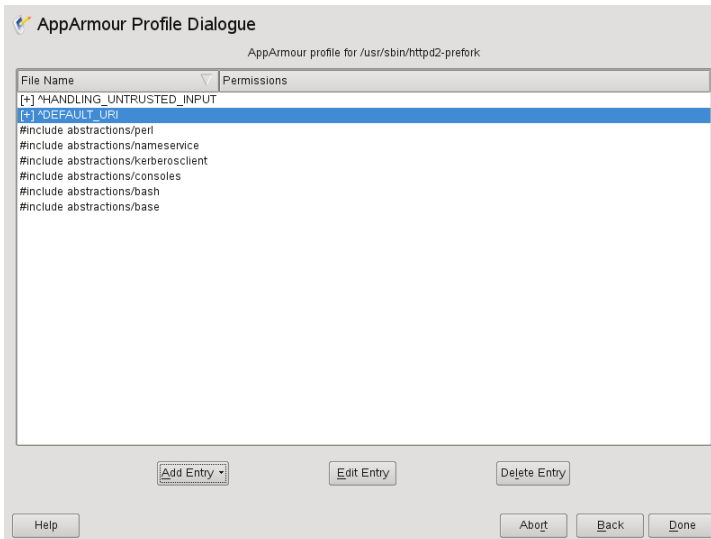 AppArmour Profile Dialogue
AppArmour profile for /usr/sbin/httpd2-prefork
File Name Permissions
[+] ^HANDLING_UNTRUSTED_INPUT
[+] ^DEFAULT_URI
#include abstractions/perl
#include abstractions/nameservice
#include abstractions/kerberosclient
#include abstractions/consoles
#include abstractions/bash
#include abstractions/base
Add Entry Edit Entry Delete Entry
Help Abort Back Done